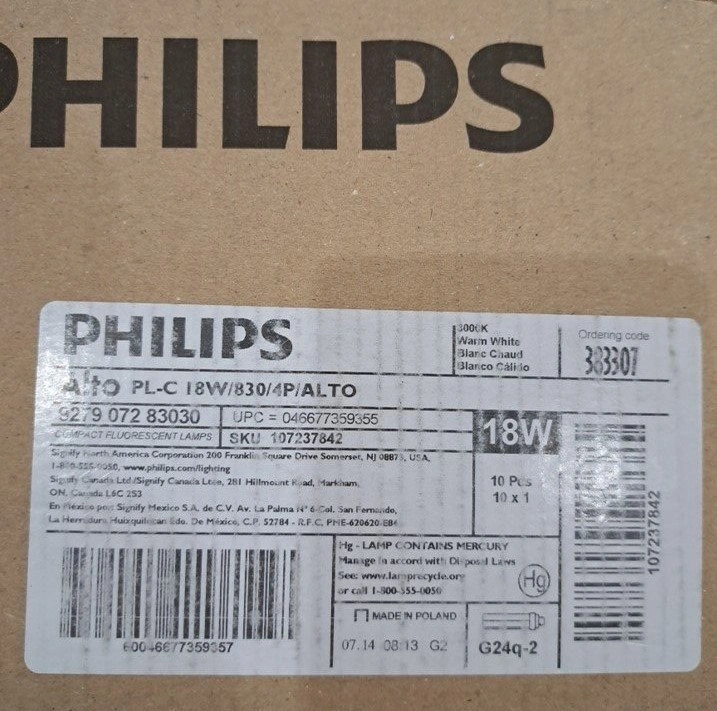 PHILIPS
PHILIPS
3000K
Warm White
Blanc Chaud
Blanco Cálido
Ordering code
383307
Alto PL-C 18W/830/4P/ALTO
9279 072 83030
UPC = 046677359355
COMPACT FLUORESCENT LAMPS
SKU 107237842
18W
Signify North America Corporation 200 Franklin Square Drive Somerset, NJ 08873, USA,
1-800-555-0050, www.philips.com/lighting
Signify Canada Ltd/Signify Canada Ltee, 281 Hillmount Road, Markham,
ON, Canada L6C 2S3
En México por: Signify Mexico S.A. de C.V. Av. La Palma N° 6 Col. San Fernando,
La Herradura Huixquilucan Edo. De México, C.P. 52784 - R.F.C. PME-620620-E84
10 Pcs
10 x 1
107237842
Hg - LAMP CONTAINS MERCURY
Manage in accord with Disposal Laws
See: www.lamprecycle.org
or call 1-800-555-0050
Hg
MADE IN POLAND
07.14 08:13 G2
G24q-2